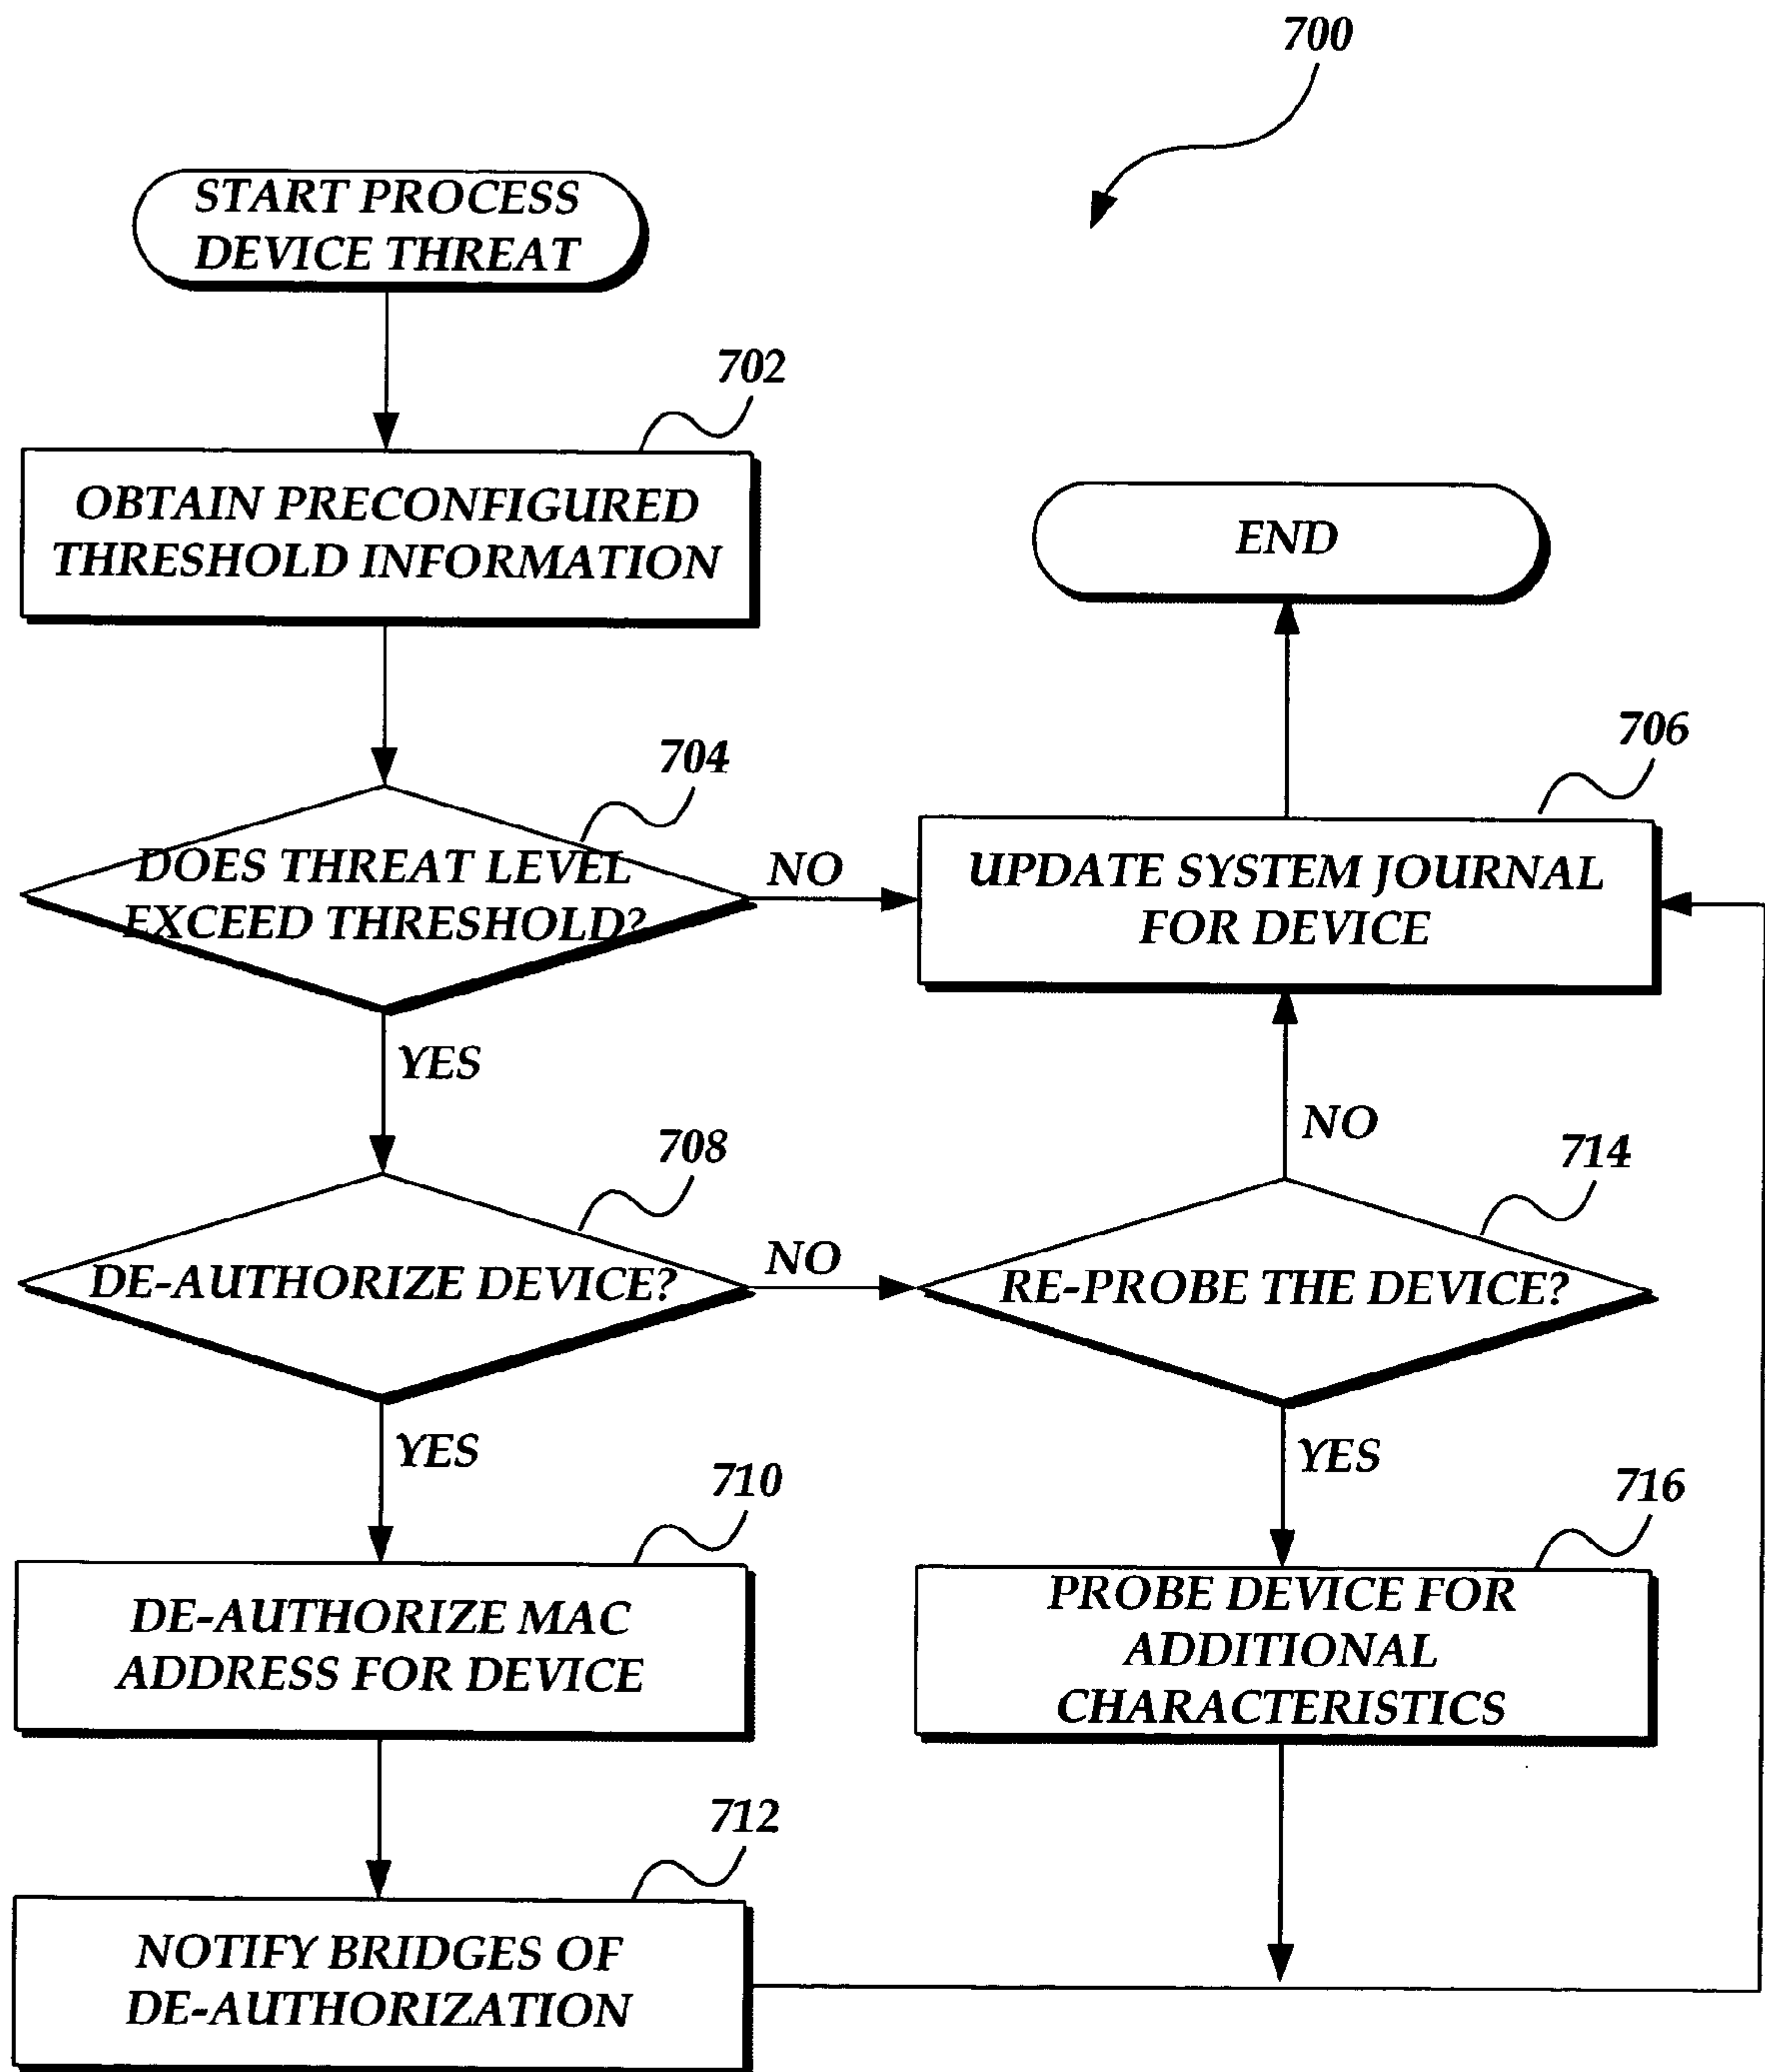 700
START PROCESS
DEVICE THREAT
702
OBTAIN PRECONFIGURED
THRESHOLD INFORMATION
END
704
DOES THREAT LEVEL
EXCEED THRESHOLD?
NO
706
UPDATE SYSTEM JOURNAL
FOR DEVICE
YES
708
DE-AUTHORIZE DEVICE?
NO
714
RE-PROBE THE DEVICE?
NO
YES
710
DE-AUTHORIZE MAC
ADDRESS FOR DEVICE
YES
716
PROBE DEVICE FOR
ADDITIONAL
CHARACTERISTICS
712
NOTIFY BRIDGES OF
DE-AUTHORIZATION